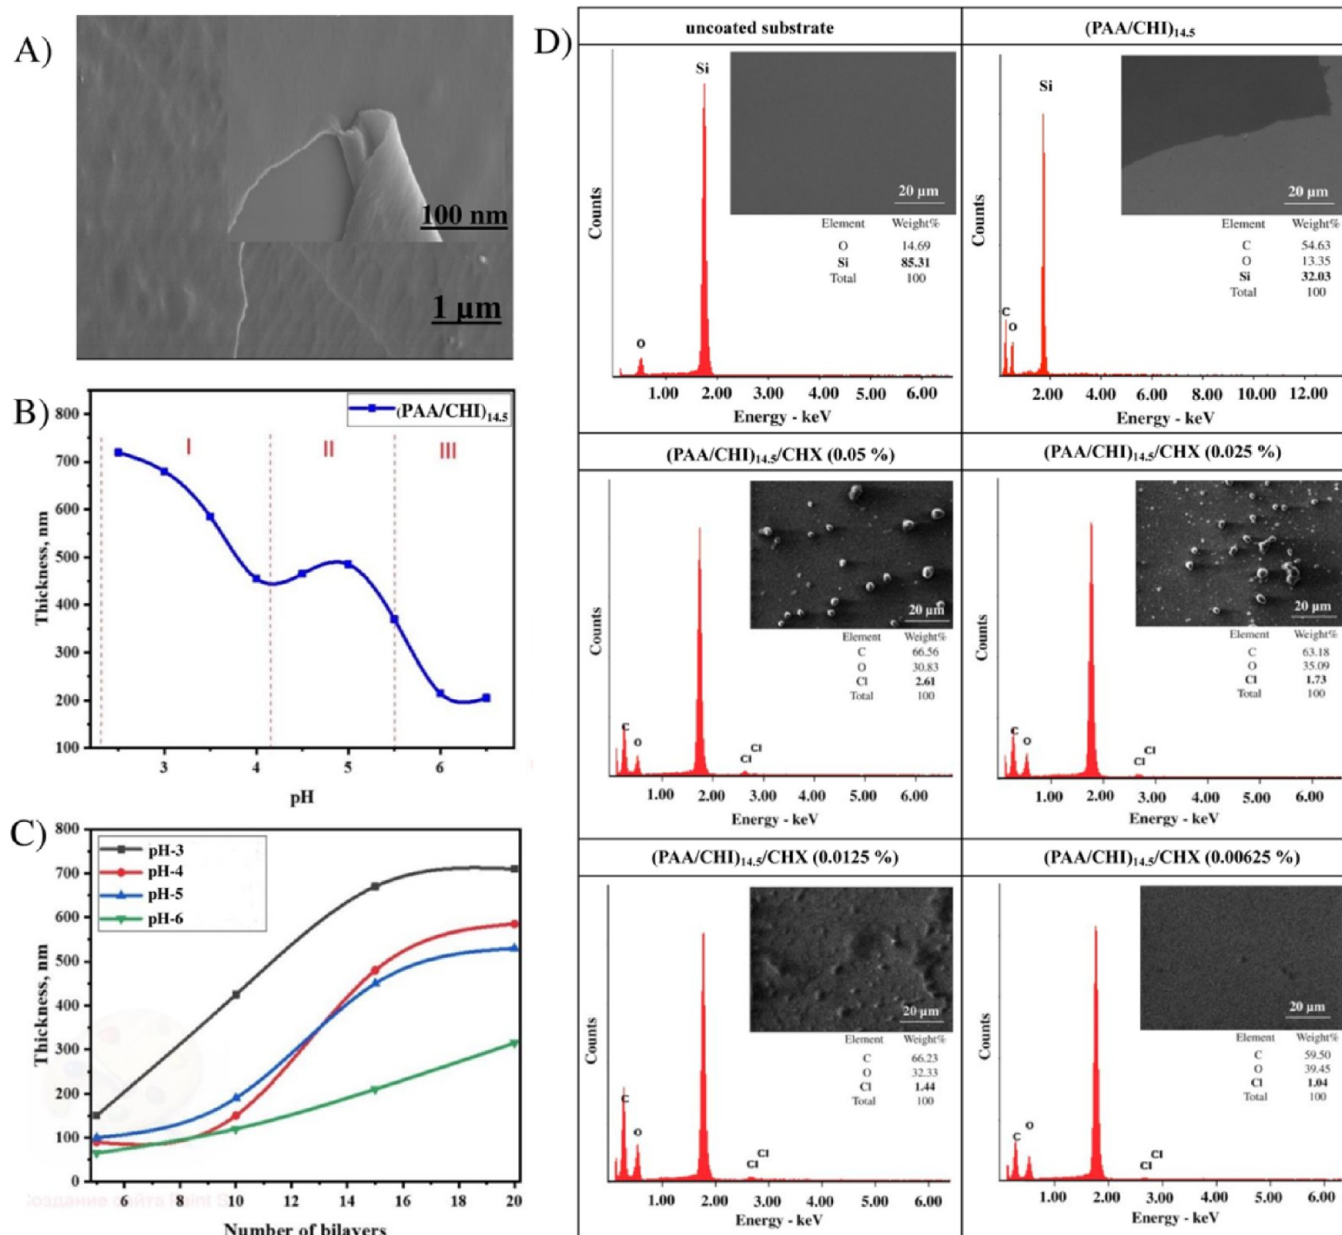 A)
100 nm
1 µm
B)
(PAA/CHI)14.5
I
II
III
800
700
600
500
400
300
200
100
Thickness, nm
3
4
5
6
pH
C)
pH-3
pH-4
pH-5
pH-6
800
700
600
500
400
300
200
100
0
Thickness, nm
6
8
10
12
14
16
18
20
Number of bilayers
D)
uncoated substrate
Si
O
20 µm
Element Weight%
O 14.69
Si 85.31
Total 100
Counts
1.00 2.00 3.00 4.00 5.00 6.00
Energy - keV
(PAA/CHI)14.5
Si
C
O
20 µm
Element Weight%
C 54.63
O 13.35
Si 32.03
Total 100
Counts
2.00 4.00 6.00 8.00 10.00 12.00
Energy - keV
(PAA/CHI)14.5/CHX (0.05 %)
20 µm
Element Weight%
C 66.56
O 30.83
Cl 2.61
Total 100
C
O
Cl
Cl
Counts
1.00 2.00 3.00 4.00 5.00 6.00
Energy - keV
(PAA/CHI)14.5/CHX (0.025 %)
20 µm
Element Weight%
C 63.18
O 35.09
Cl 1.73
Total 100
C
O
Cl
Cl
Counts
1.00 2.00 3.00 4.00 5.00 6.00
Energy - keV
(PAA/CHI)14.5/CHX (0.0125 %)
20 µm
Element Weight%
C 66.23
O 32.33
Cl 1.44
Total 100
C
O
Cl
Cl
Counts
1.00 2.00 3.00 4.00 5.00 6.00
Energy - keV
(PAA/CHI)14.5/CHX (0.00625 %)
20 µm
Element Weight%
C 59.50
O 39.45
Cl 1.04
Total 100
C
O
Cl
Cl
Counts
1.00 2.00 3.00 4.00 5.00 6.00
Energy - keV